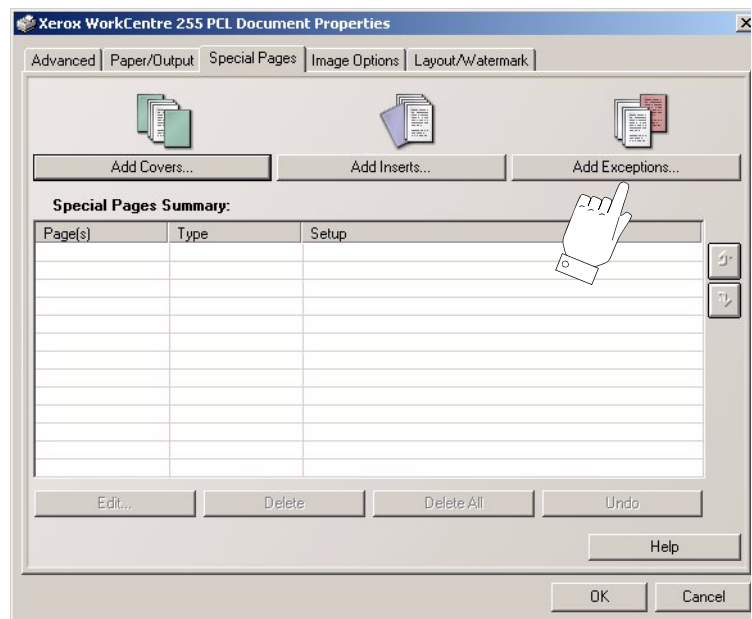 Xerox WorkCentre 255 PCL Document Properties
Advanced Paper/Output Special Pages Image Options Layout/Watermark
Add Covers... Add Inserts... Add Exceptions...
Special Pages Summary:
Page(s) Type Setup
Edit... Delete Delete All Undo
Help
OK Cancel